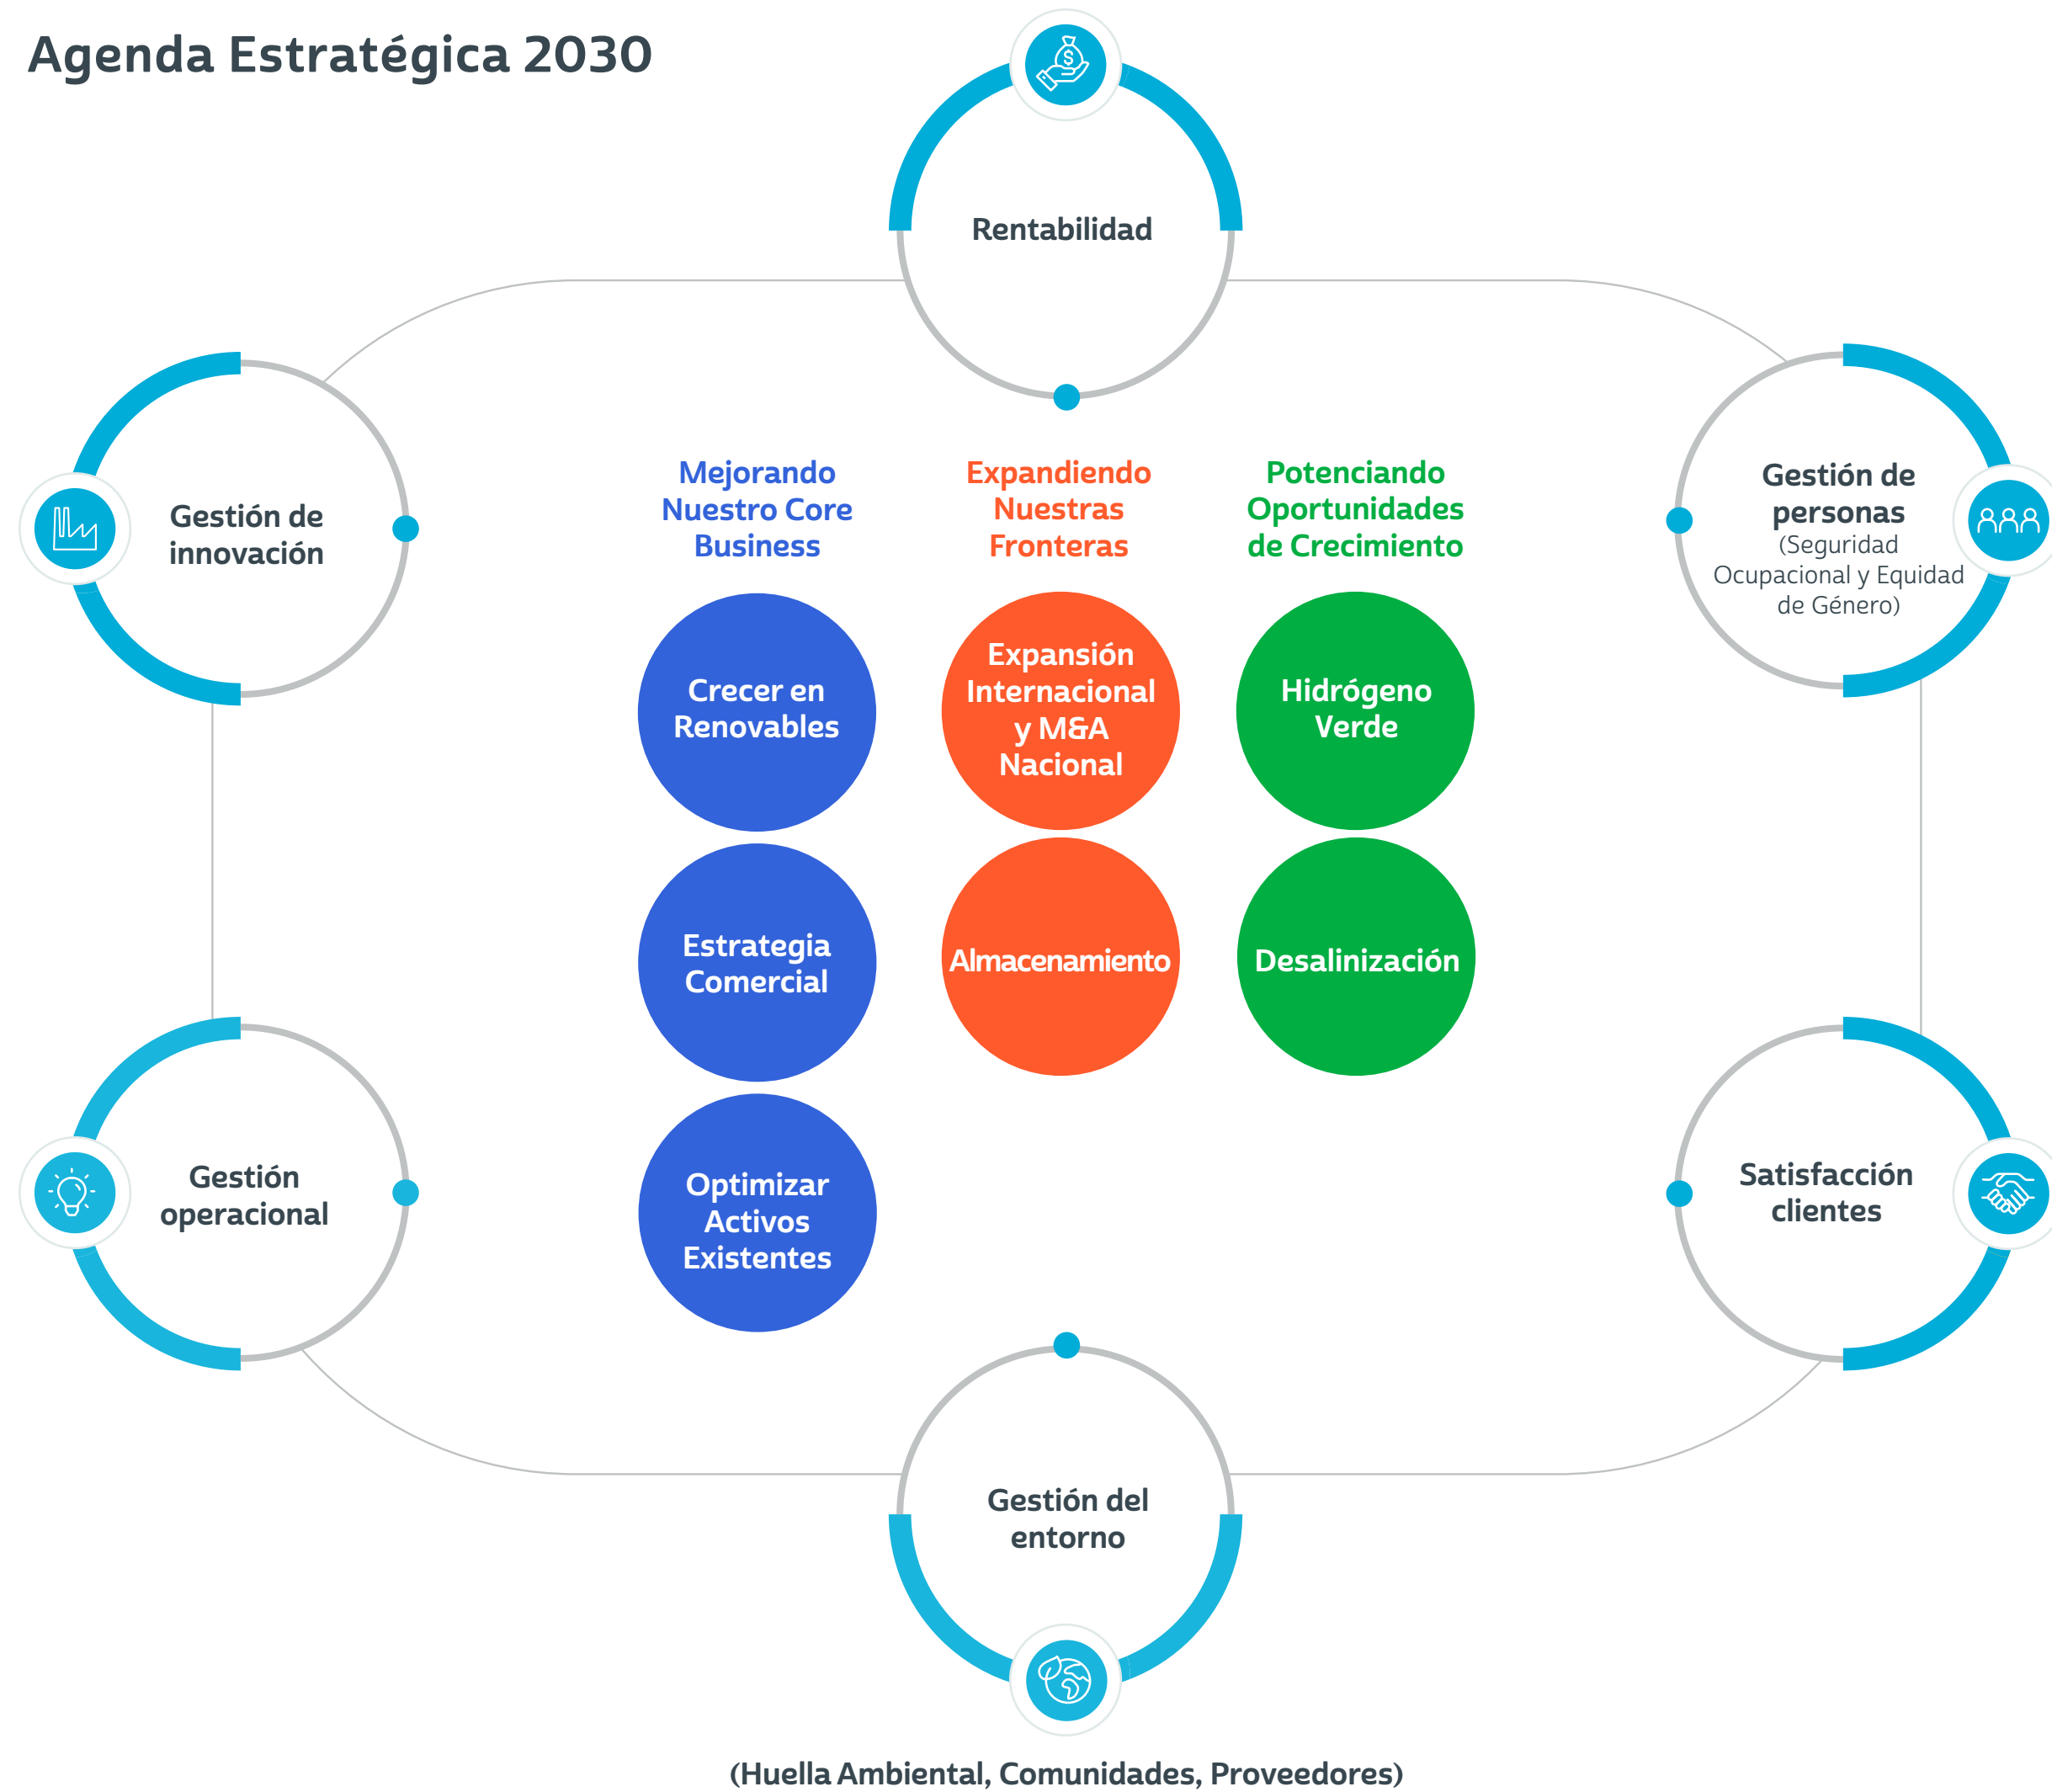 Agenda Estratégica 2030
Rentabilidad
Gestión de
innovación
Mejorando
Nuestro Core
Business
Expandiendo
Nuestras
Fronteras
Potenciando
Oportunidades
de Crecimiento
Gestión de
personas
(Seguridad
Ocupacional y Equidad
de Género)
Crecer en
Renovables
Expansión
Internacional
y M&A
Nacional
Hidrógeno
Verde
Estrategia
Comercial
Almacenamiento
Desalinización
Gestión
operacional
Optimizar
Activos
Existentes
Satisfacción
clientes
Gestión del
entorno
(Huella Ambiental, Comunidades, Proveedores)